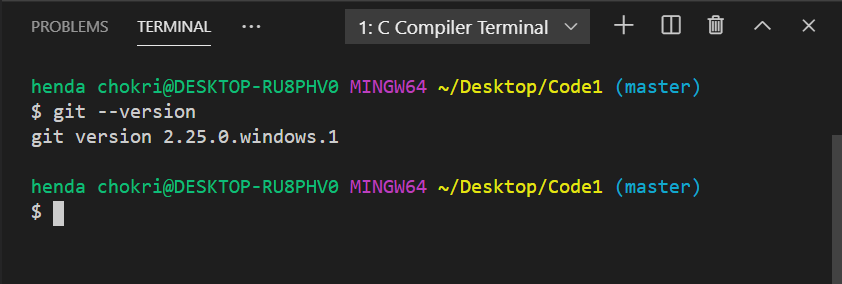 PROBLEMS TERMINAL ... 1: C Compiler Terminal
henda chokri@DESKTOP-RU8PHV0 MINGW64 ~/Desktop/Code1 (master)
$ git --version
git version 2.25.0.windows.1
henda chokri@DESKTOP-RU8PHV0 MINGW64 ~/Desktop/Code1 (master)
$